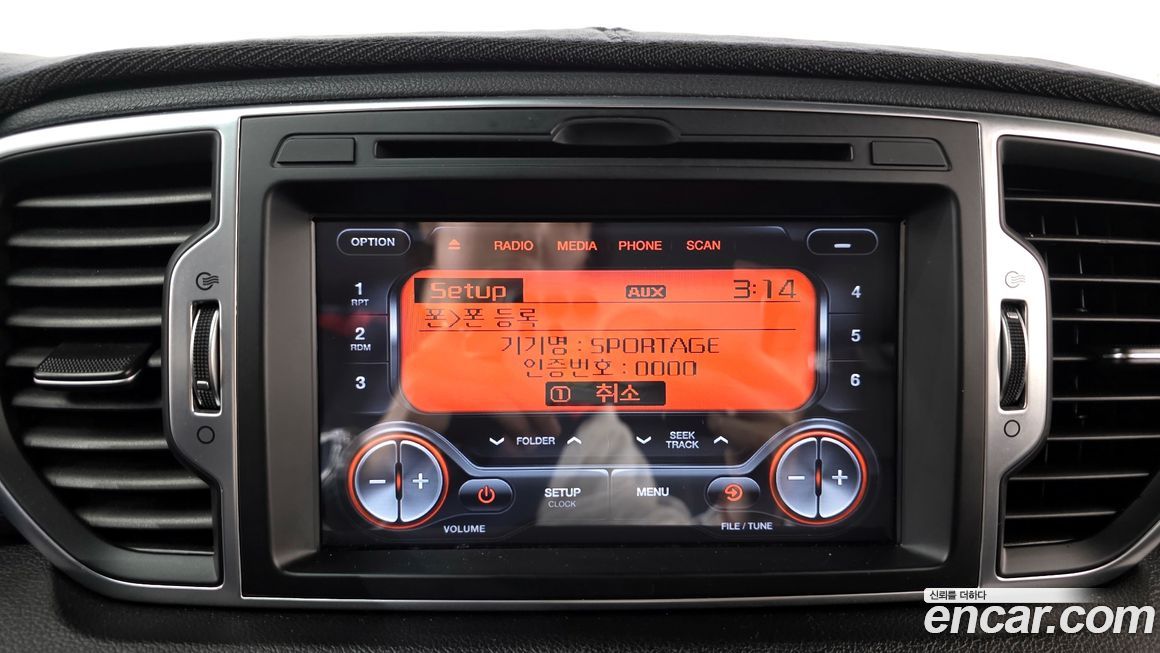 OPTION
RADIO MEDIA PHONE SCAN
1
RPT
2
RDM
3
4
5
6
Setup AUX 3:14
폰>폰 등록
기기명 : SPORTAGE
인증번호 : 0000
① 취소
FOLDER
SEEK
TRACK
SETUP
CLOCK
MENU
VOLUME
FILE / TUNE
신뢰를 더하다
encar.com